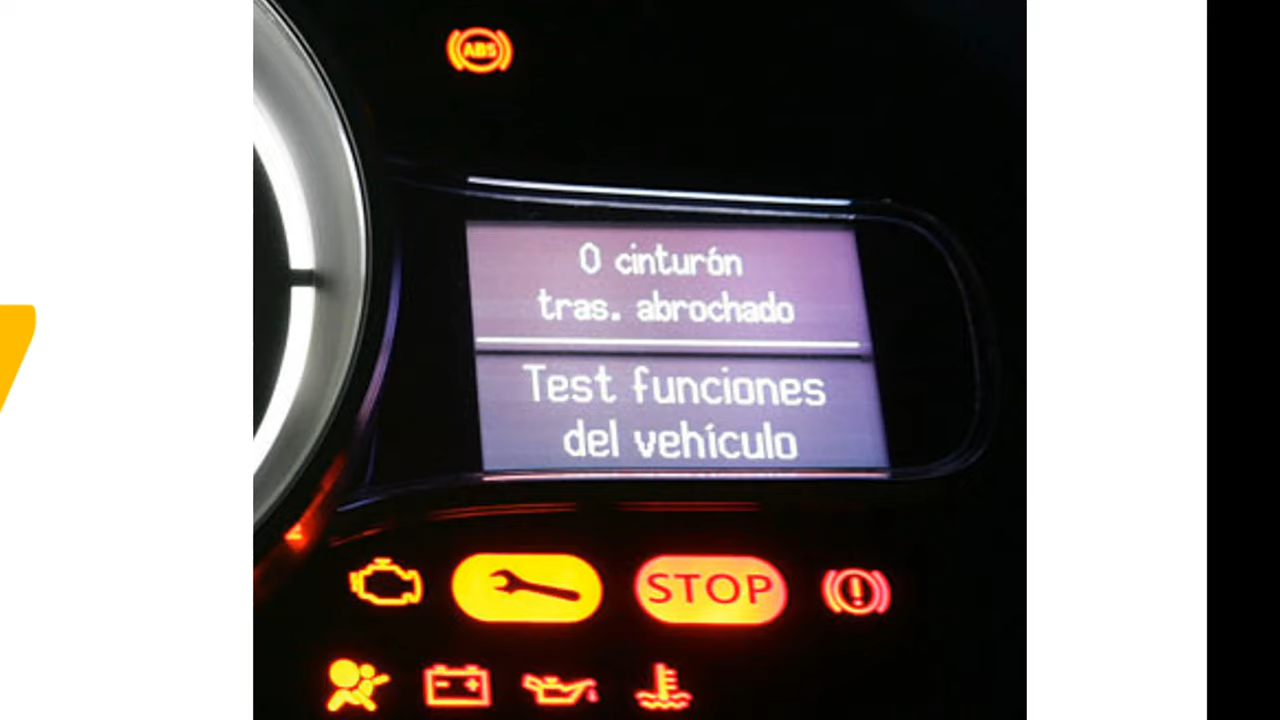 ABS
0 cinturón
tras. abrochado
Test funciones
del vehículo
STOP